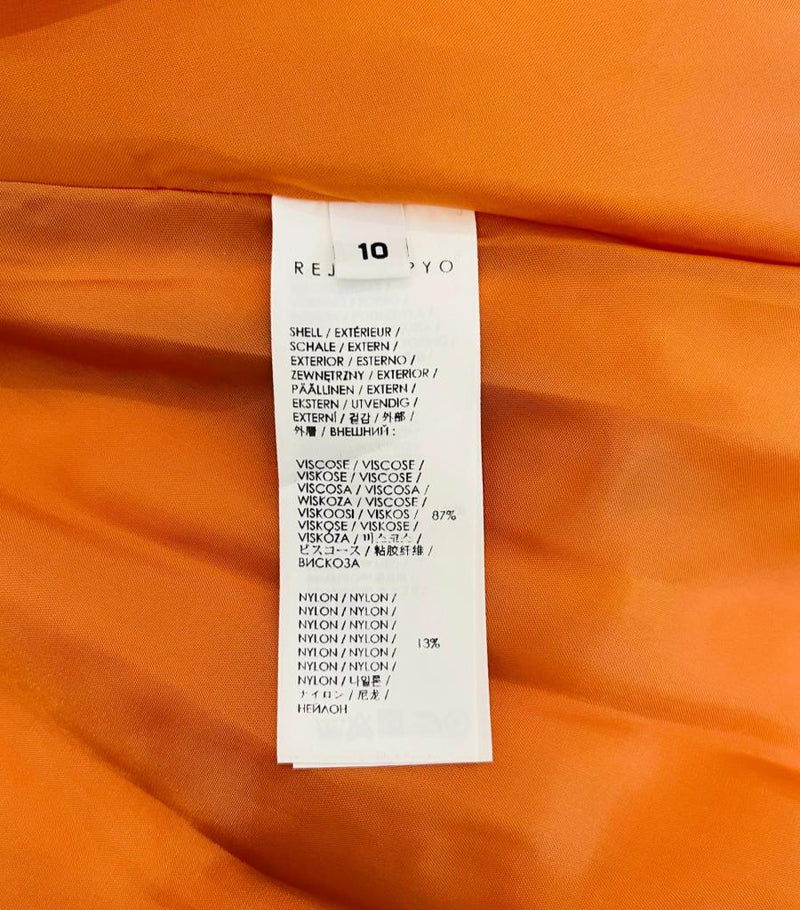 10
REJ PYO
SHELL / EXTÉRIEUR /
SCHALE / EXTERN /
EXTERIOR / ESTERNO /
ZEWNĘTRZNY / EXTERIOR /
PÄÄLLINEN / EXTERN /
EKSTERN / UTVENDIG /
EXTERNÍ / 겉감 / 外部 /
外層 / ВНЕШНИЙ :
VISCOSE / VISCOSE /
VISKOSE / VISCOSE /
VISCOSA / VISCOSA /
WISKOZA / VISCOSE /
VISKOOSI / VISKOS / 87%
VISKOSE / VISKOSE /
VISKÓZA / 비스코스 /
ビスコース / 粘胶纤维 /
ВИСКОЗА
NYLON / NYLON /
NYLON / NYLON /
NYLON / NYLON /
NYLON / NYLON / 13%
NYLON / NYLON /
NYLON / NYLON /
NYLON / 나일론 /
ナイロン / 尼龙 /
НЕЙЛОН